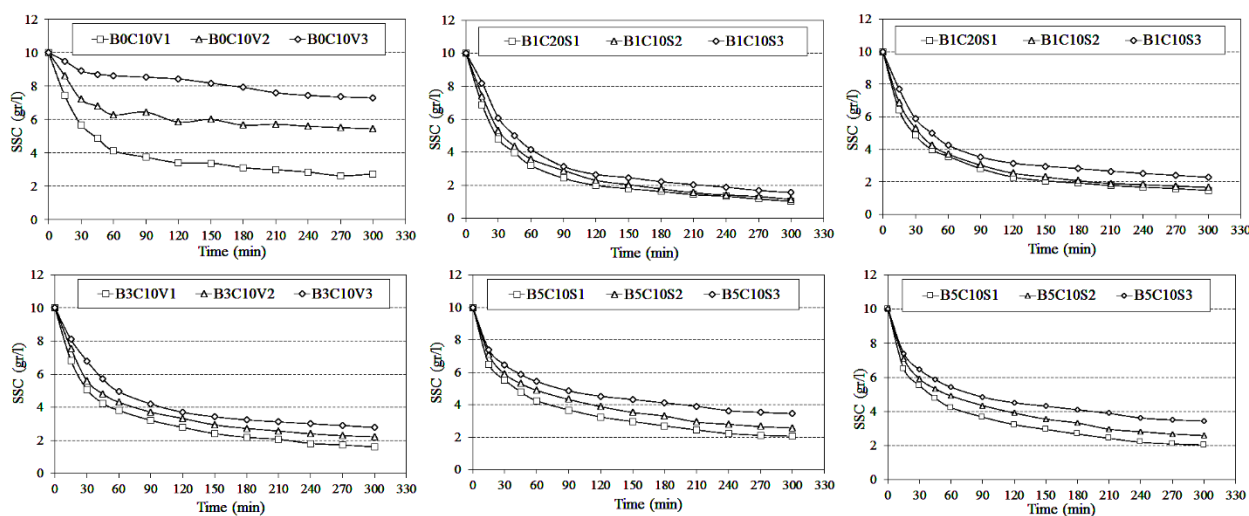 B0C10V1 B0C10V2 B0C10V3
SSC (gr/l)
12
10
8
6
4
2
0
0 30 60 90 120 150 180 210 240 270 300 330
Time (min)
B1C20S1 B1C10S2 B1C10S3
SSC (gr/l)
12
10
8
6
4
2
0
0 30 60 90 120 150 180 210 240 270 300 330
Time (min)
B1C20S1 B1C10S2 B1C10S3
SSC (gr/l)
12
10
8
6
4
2
0
0 30 60 90 120 150 180 210 240 270 300 330
Time (min)
B3C10V1 B3C10V2 B3C10V3
SSC (gr/l)
12
10
8
6
4
2
0
0 30 60 90 120 150 180 210 240 270 300 330
Time (min)
B5C10S1 B5C10S2 B5C10S3
SSC (gr/l)
12
10
8
6
4
2
0
0 30 60 90 120 150 180 210 240 270 300 330
Time (min)
B5C10S1 B5C10S2 B5C10S3
SSC (gr/l)
12
10
8
6
4
2
0
0 30 60 90 120 150 180 210 240 270 300 330
Time (min)